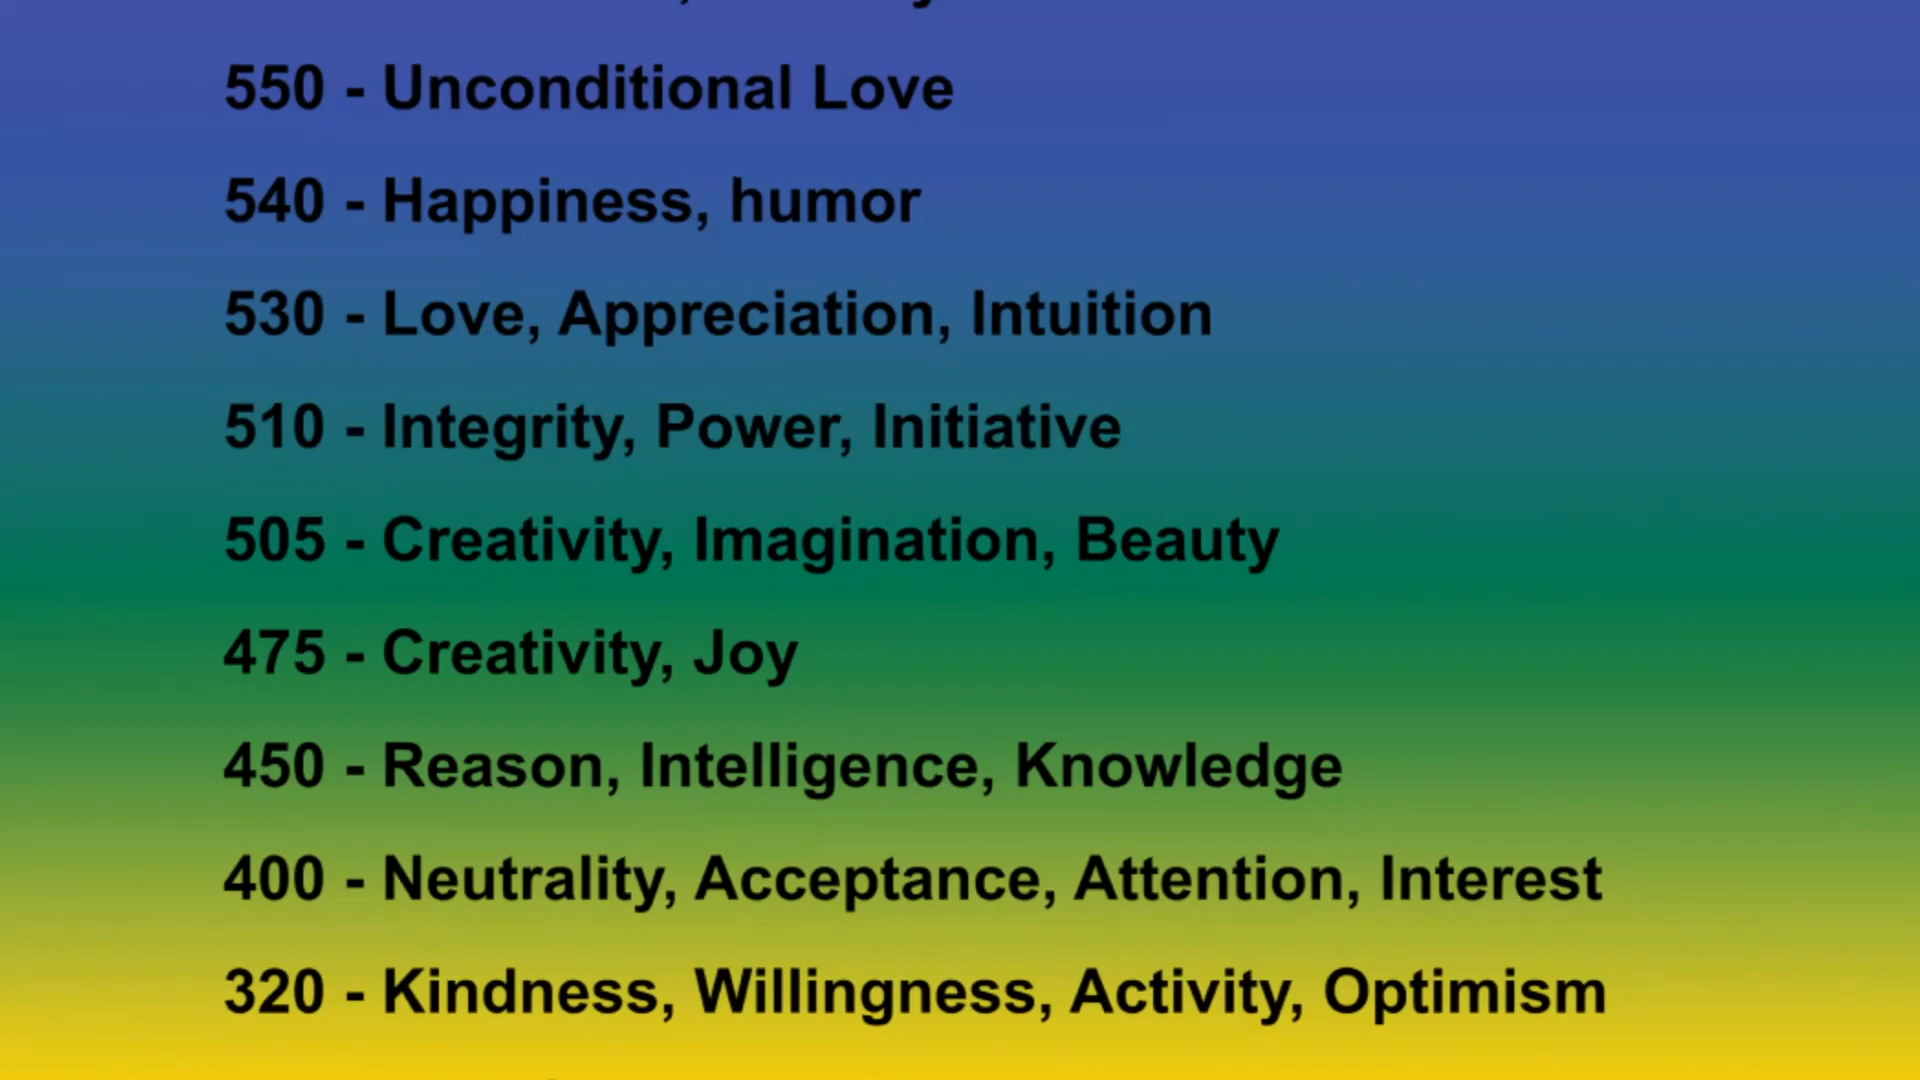 550 - Unconditional Love
540 - Happiness, humor
530 - Love, Appreciation, Intuition
510 - Integrity, Power, Initiative
505 - Creativity, Imagination, Beauty
475 - Creativity, Joy
450 - Reason, Intelligence, Knowledge
400 - Neutrality, Acceptance, Attention, Interest
320 - Kindness, Willingness, Activity, Optimism